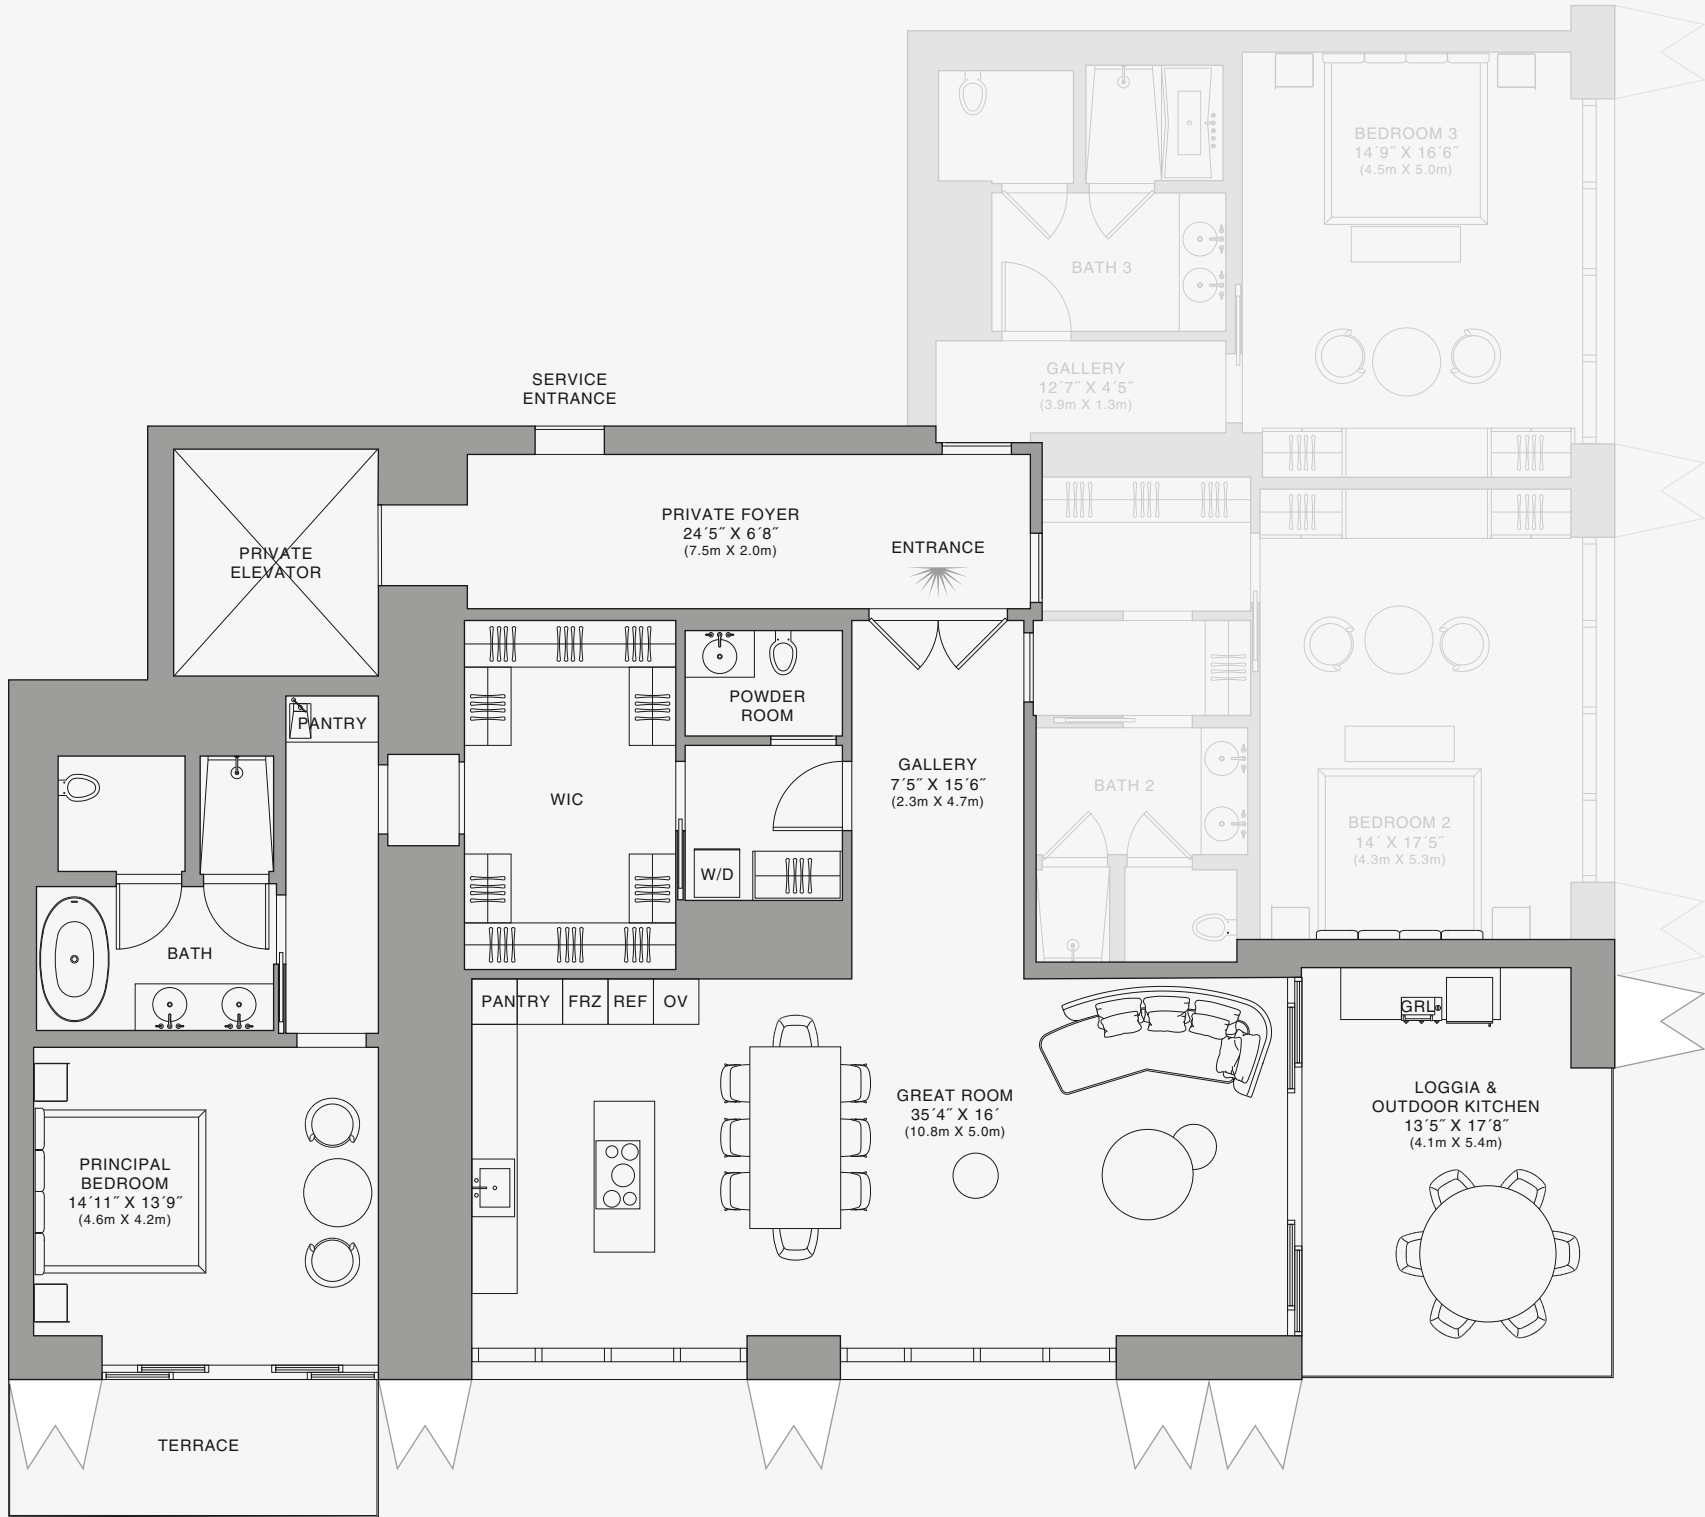 BEDROOM 3
14´9˝ X 16´6˝
(4.5m X 5.0m)
BATH 3
GALLERY
12´7˝ X 4´5˝
(3.9m X 1.3m)
SERVICE
ENTRANCE
PRIVATE FOYER
24´5˝ X 6´8˝
(7.5m X 2.0m)
ENTRANCE
PRIVATE
ELEVATOR
POWDER
ROOM
PANTRY
GALLERY
7´5˝ X 15´6˝
(2.3m X 4.7m)
WIC
BATH 2
BEDROOM 2
14´ X 17´5˝
(4.3m X 5.3m)
W/D
BATH
PANTRY
FRZ
REF
OV
GRL
GREAT ROOM
35´4˝ X 16´
(10.8m X 5.0m)
LOGGIA &
OUTDOOR KITCHEN
13´5˝ X 17´8˝
(4.1m X 5.4m)
PRINCIPAL
BEDROOM
14´11˝ X 13´9˝
(4.6m X 4.2m)
TERRACE